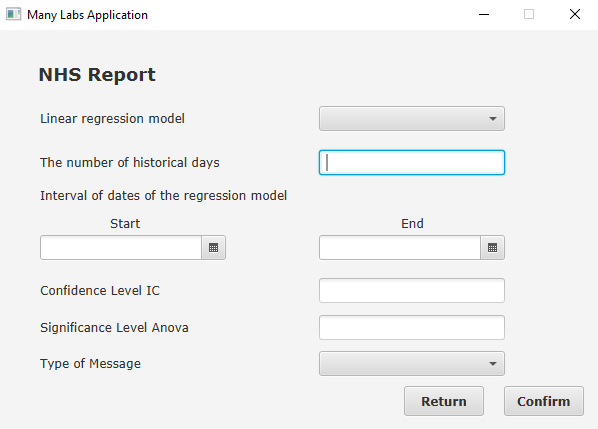 Many Labs Application
NHS Report
Linear regression model
The number of historical days
Interval of dates of the regression model
Start End
Confidence Level IC
Significance Level Anova
Type of Message
Return Confirm